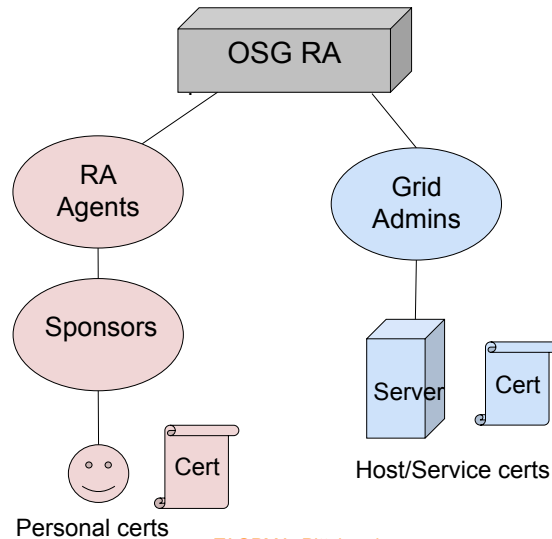 OSG RA
RA
Agents
Grid
Admins
Sponsors
Server
Cert
Cert
Host/Service certs
Personal certs